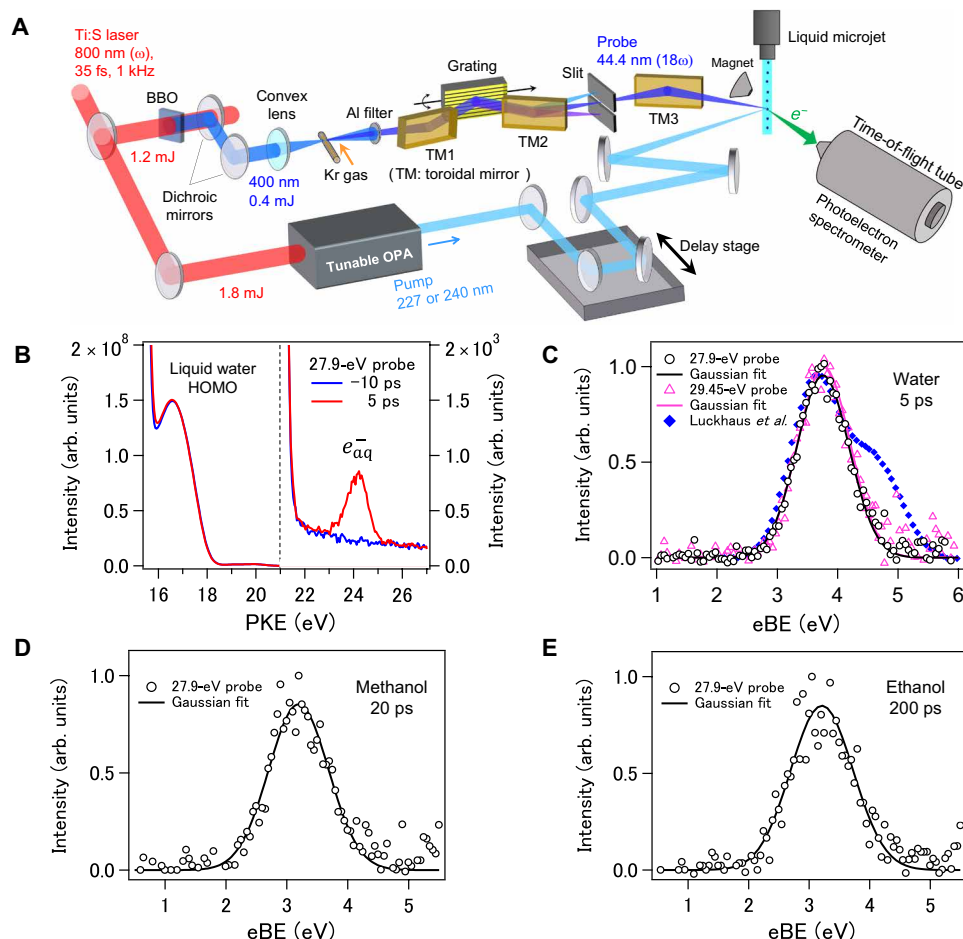 A
Ti:S laser
800 nm (ω),
35 fs, 1 kHz
BBO
Convex
lens
Al filter
Grating
Slit
Probe
44.4 nm (18ω)
Magnet
Liquid microjet
1.2 mJ
Dichroic
mirrors
400 nm
0.4 mJ
Kr gas
TM1
TM2
TM3
(TM: toroidal mirror )
e⁻
Time-of-flight tube
Photoelectron
spectrometer
Tunable OPA
1.8 mJ
Pump
227 or 240 nm
Delay stage
B
2 × 10⁸
1.5
1.0
0.5
0.0
Intensity (arb. units)
Liquid water
HOMO
27.9-eV probe
−10 ps
5 ps
e⁻aq
2 × 10³
1.5
1.0
0.5
0.0
Intensity (arb. units)
16 18 20 22 24 26
PKE (eV)
C
1.0
0.5
0.0
Intensity (arb. units)
27.9-eV probe
Gaussian fit
29.45-eV probe
Gaussian fit
Luckhaus et al.
Water
5 ps
1 2 3 4 5 6
eBE (eV)
D
1.0
0.5
0.0
Intensity (arb. units)
27.9-eV probe
Gaussian fit
Methanol
20 ps
1 2 3 4 5
eBE (eV)
E
1.0
0.5
0.0
Intensity (arb. units)
27.9-eV probe
Gaussian fit
Ethanol
200 ps
1 2 3 4 5
eBE (eV)